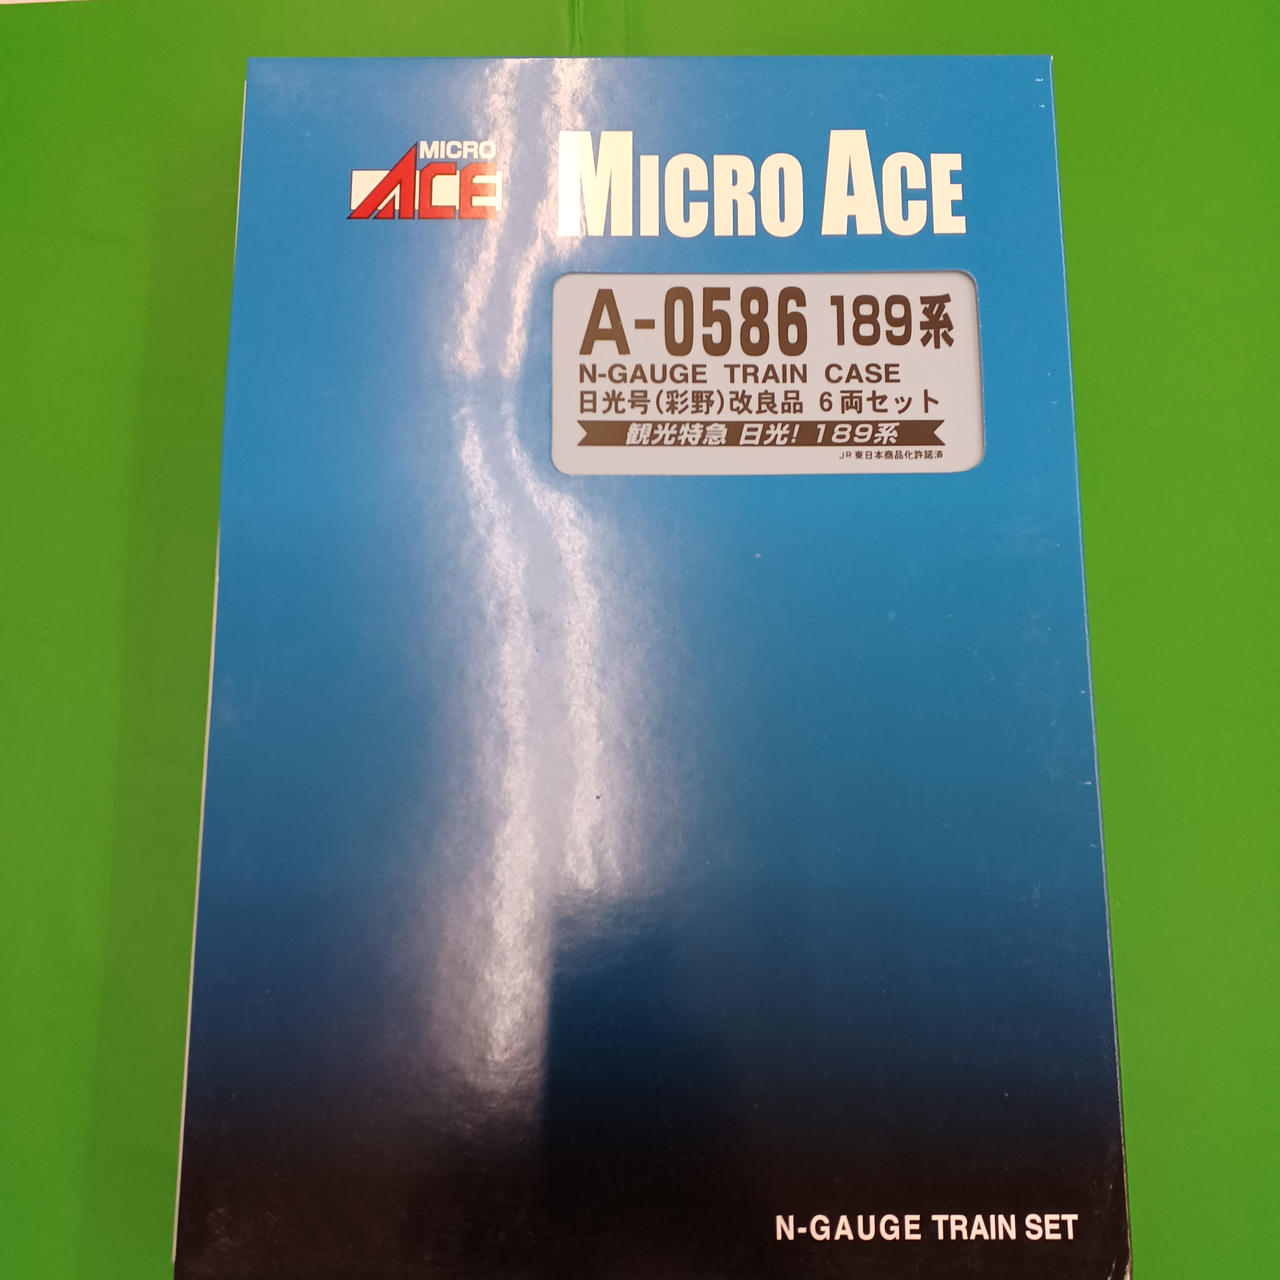 MICRO
ACE
MICRO ACE
A-0586 189系
N-GAUGE TRAIN CASE
日光号(彩野)改良品 6両セット
観光特急 日光! 189系
JR東日本商品化許諾済
N-GAUGE TRAIN SET